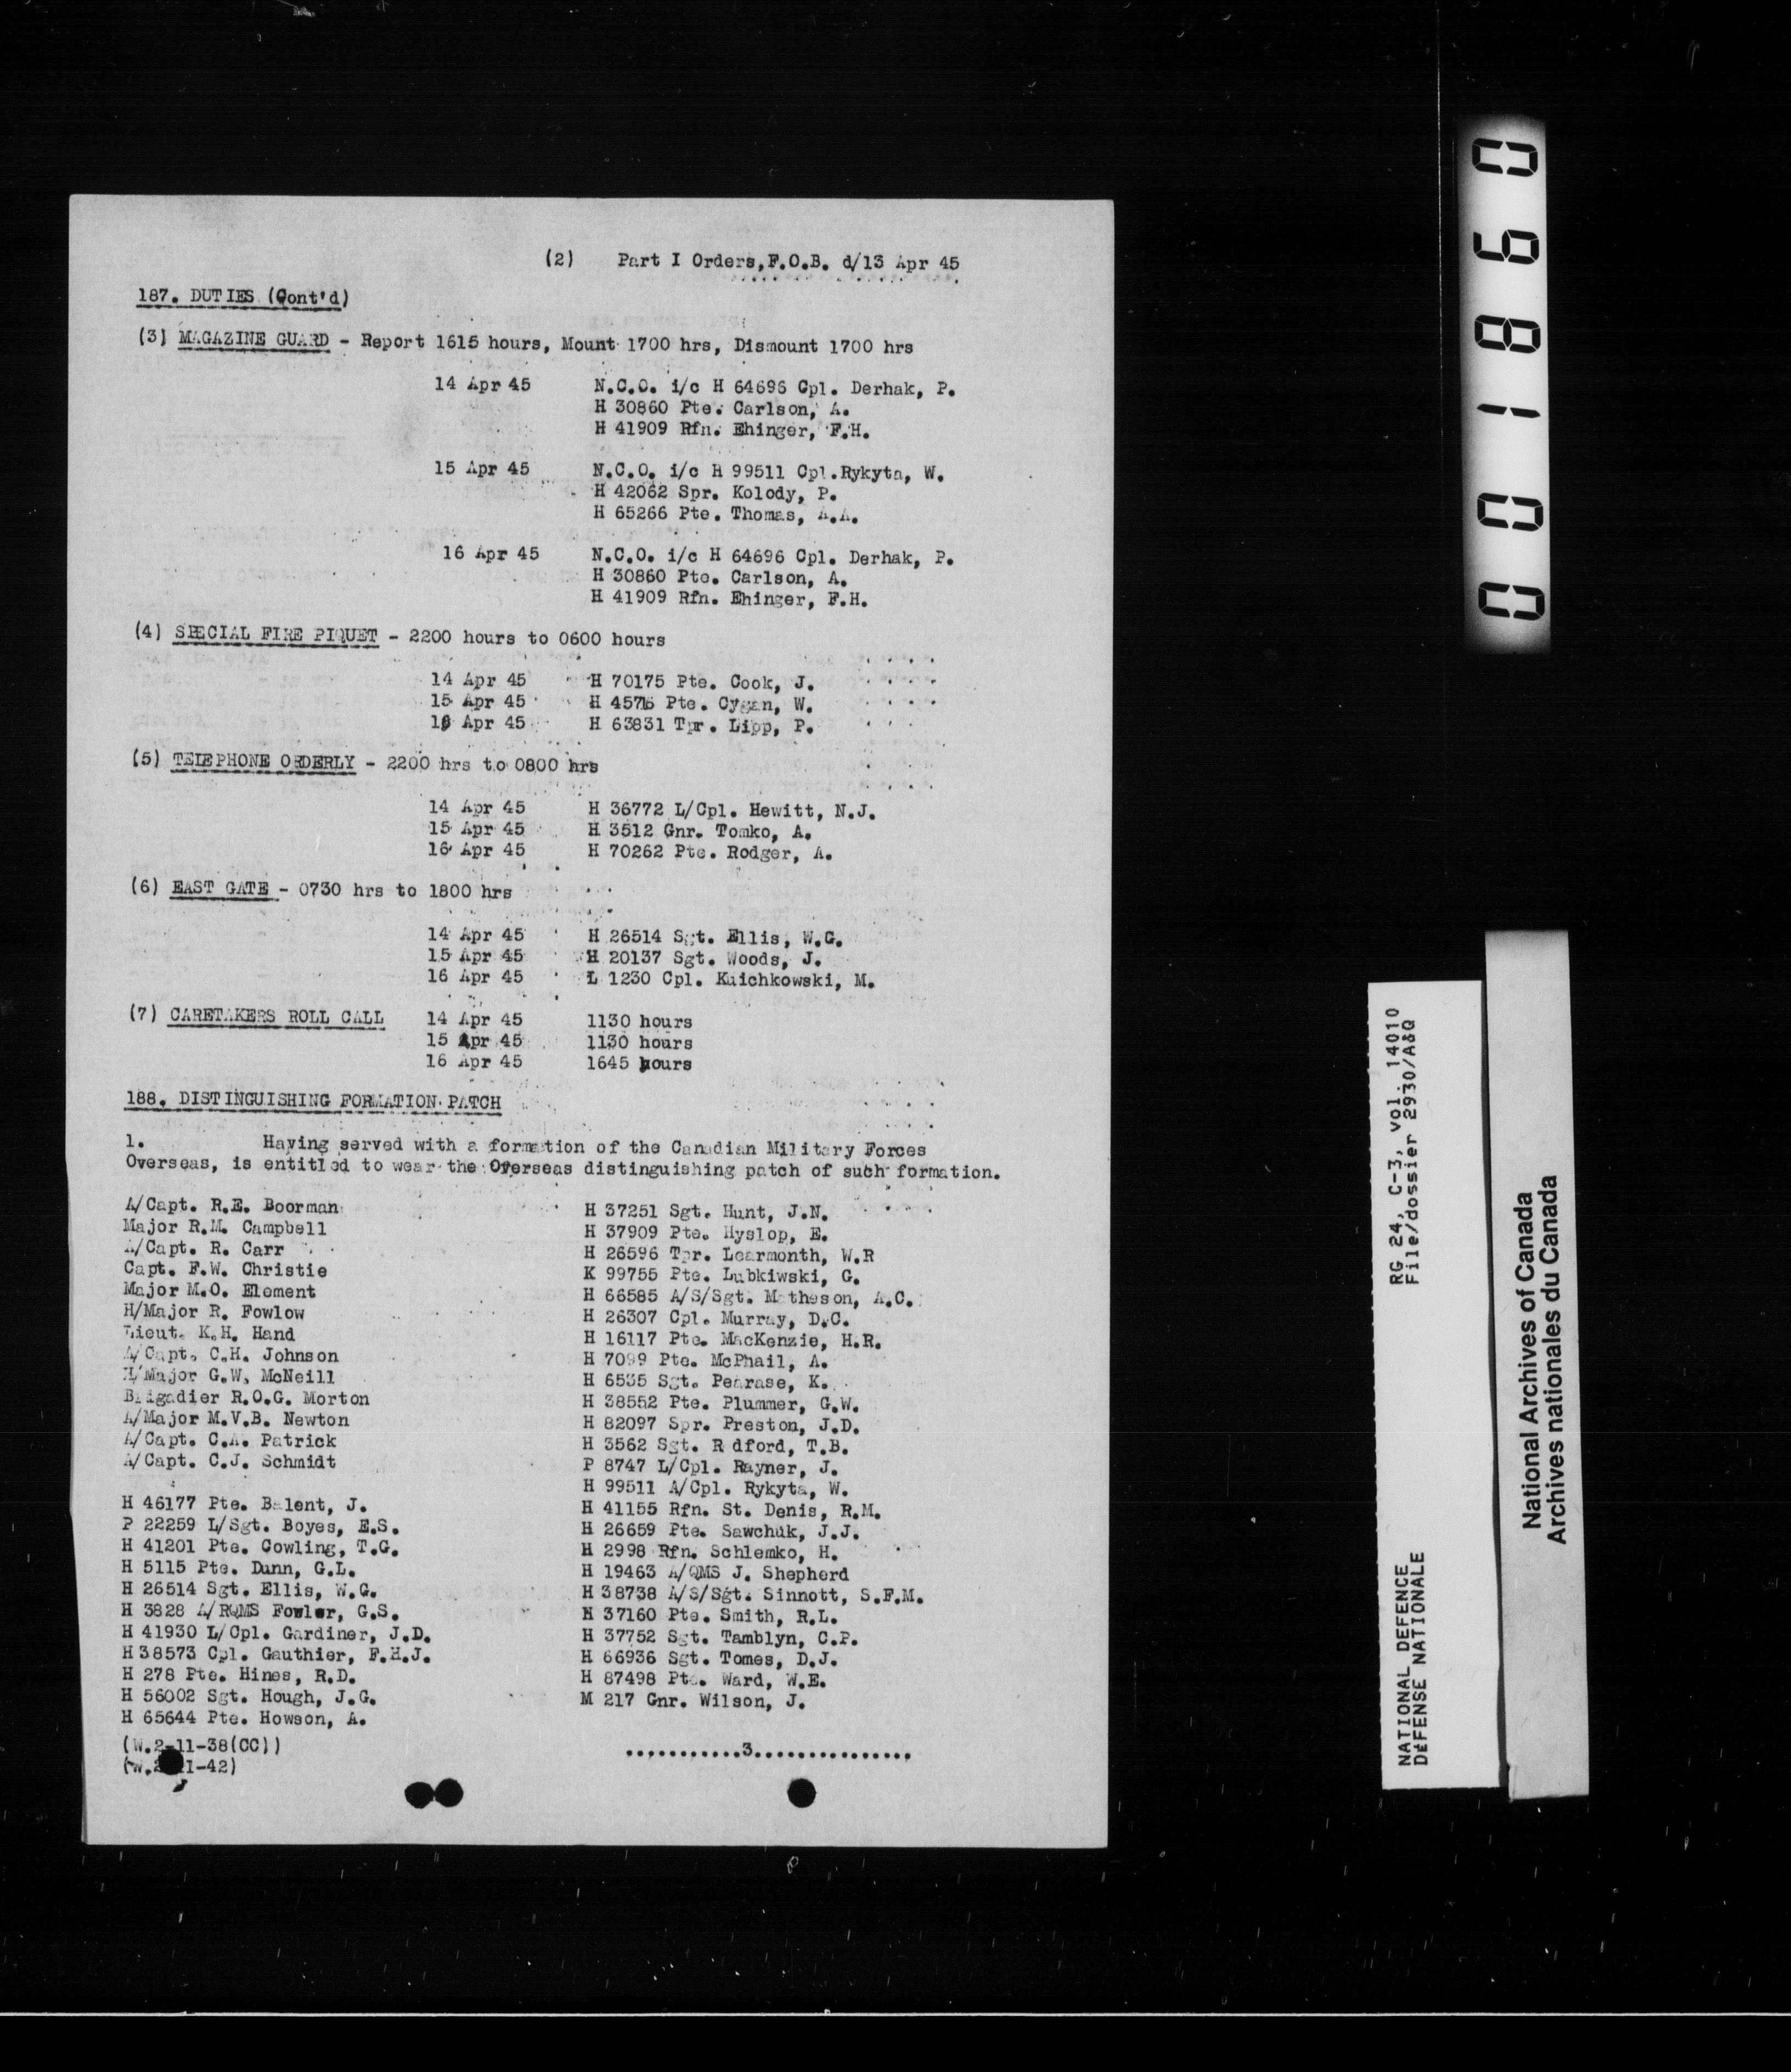 (2) Part I Orders, F.O.B. d/13 Apr 45
187. DUTIES (Cont'd)
(3) MAGAZINE GUARD - Report 1615 hours, Mount 1700 hrs, Dismount 1700 hrs
14 Apr 45 N.C.O. i/c H 64696 Cpl. Derhak, P.
H 30860 Pte. Carlson, A.
H 41909 Rfn. Ehinger, F.H.
15 Apr 45 N.C.O. i/c H 99511 Cpl.Rykyta, W.
H 42062 Spr. Kolody, P.
H 65266 Pte. Thomas, A.A.
16 Apr 45 N.C.O. i/c H 64696 Cpl. Derhak, P.
H 30860 Pte. Carlson, A.
H 41909 Rfn. Ehinger, F.H.
(4) SPECIAL FIRE PIQUET - 2200 hours to 0600 hours
14 Apr 45 H 70175 Pte. Cook, J.
15 Apr 45 H Pte. Cygan, W.
16 Apr 45 H 63831 Tpr. Lipp, P.
(5) TELEPHONE ORDERLY - 2200 hrs to 0800 hrs
14 Apr 45 H 36772 L/Cpl. Hewitt, N.J.
15 Apr 45 H 3512 Gnr. Tomko, A.
16 Apr 45 H 70262 Pte. Rodger, A.
(6) EAST GATE - 0730 hrs to 1800 hrs
14 Apr 45 H 26514 Sgt. Ellis, W.G.
15 Apr 45 H 20137 Sgt. Woods, J.
16 Apr 45 L 1230 Cpl. Kuichkowski, M.
(7) CARETAKERS ROLL CALL 14 Apr 45 1130 hours
15 Apr 45 1130 hours
16 Apr 45 1645 hours
188. DISTINGUISHING FORMATION PATCH
1. Having served with a formation of the Canadian Military Forces
Overseas, is entitled to wear the Overseas distinguishing patch of such formation.
A/Capt. R.E. Boorman
Major R.M. Campbell
A/Capt. R. Carr
Capt. F.W. Christie
Major M.O. Element
H/Major R. Fowlow
Lieut. K.H. Hand
A/Capt. C.H. Johnson
H/Major G.W. McNeill
Brigadier R.O.G. Morton
A/Major M.V.B. Newton
A/Capt. C.A. Patrick
A/Capt. C.J. Schmidt
H 46177 Pte. Balent, J.
P 22259 L/Sgt. Boyes, E.S.
H 41201 Pte. Cowling, T.G.
H 5115 Pte. Dunn, G.L.
H 26514 Sgt. Ellis, W.G.
H 3828 A/RQMS Fowler, G.S.
H 41930 L/Cpl. Gardiner, J.D.
H 38573 Cpl. Gauthier, F.H.J.
H 278 Pte. Hines, R.D.
H 56002 Sgt. Hough, J.G.
H 65644 Pte. Howson, A.
H 37251 Sgt. Hunt, J.N.
H 37909 Pte. Hyslop, E.
H 26596 Tpr. Learmonth, W.R
K 99755 Pte. Lubkiwski, G.
H 66585 A/S/Sgt. Matheson, A.C.
H 26307 Cpl. Murray, D.C.
H 16117 Pte. MacKenzie, H.R.
H 7099 Pte. McPhail, A.
H 6535 Sgt. Pearase, K.
H 38552 Pte. Plummer, G.W.
H 82097 Spr. Preston, J.D.
H 3562 Sgt. R dford, T.B.
P 8747 L/Cpl. Rayner, J.
H 99511 A/Cpl. Rykyta, W.
H 41155 Rfn. St. Denis, R.M.
H 26659 Pte. Sawchuk, J.J.
H 2998 Rfn. Schlemko, H.
H 19463 A/QMS J. Shepherd
H 38738 A/S/Sgt. Sinnott, S.F.M.
H 37160 Pte. Smith, R.L.
H 37752 Sgt. Tamblyn, C.P.
H 66936 Sgt. Tomes, D.J.
H 87498 Pte. Ward, W.E.
M 217 Gnr. Wilson, J.
(W.2-11-38(CC))
(W.2-11-42)
...........3...............
001860
NATIONAL DEFENCE RG 24, C-3, vol. 14010
DÉFENSE NATIONALE File/dossier 2930/A&Q
National Archives of Canada
Archives nationales du Canada